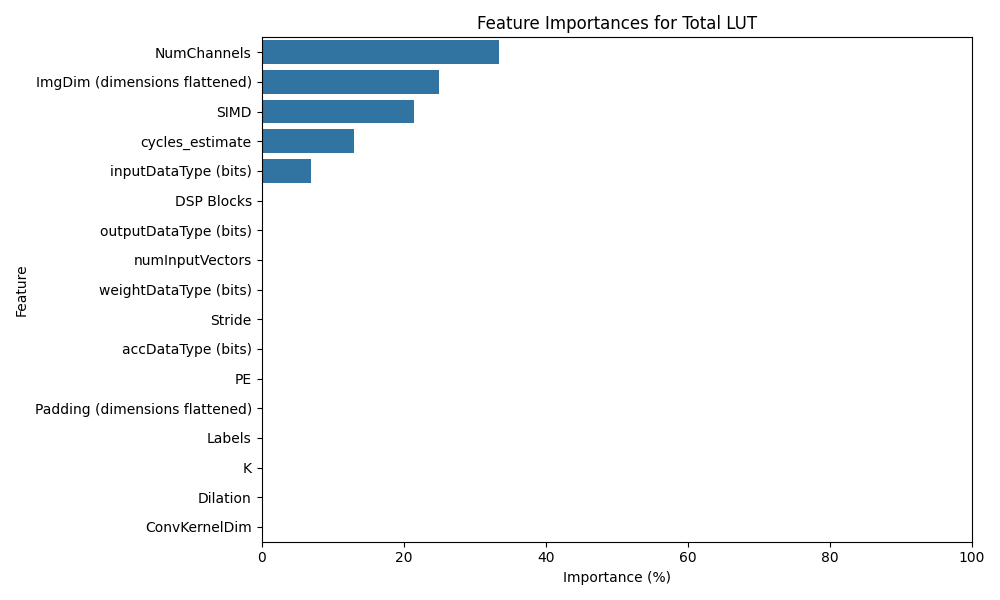 Feature Importances for Total LUT
NumChannels
ImgDim (dimensions flattened)
SIMD
cycles_estimate
inputDataType (bits)
DSP Blocks
outputDataType (bits)
numInputVectors
weightDataType (bits)
Stride
accDataType (bits)
PE
Padding (dimensions flattened)
Labels
K
Dilation
ConvKernelDim
Feature
0 20 40 60 80 100
Importance (%)